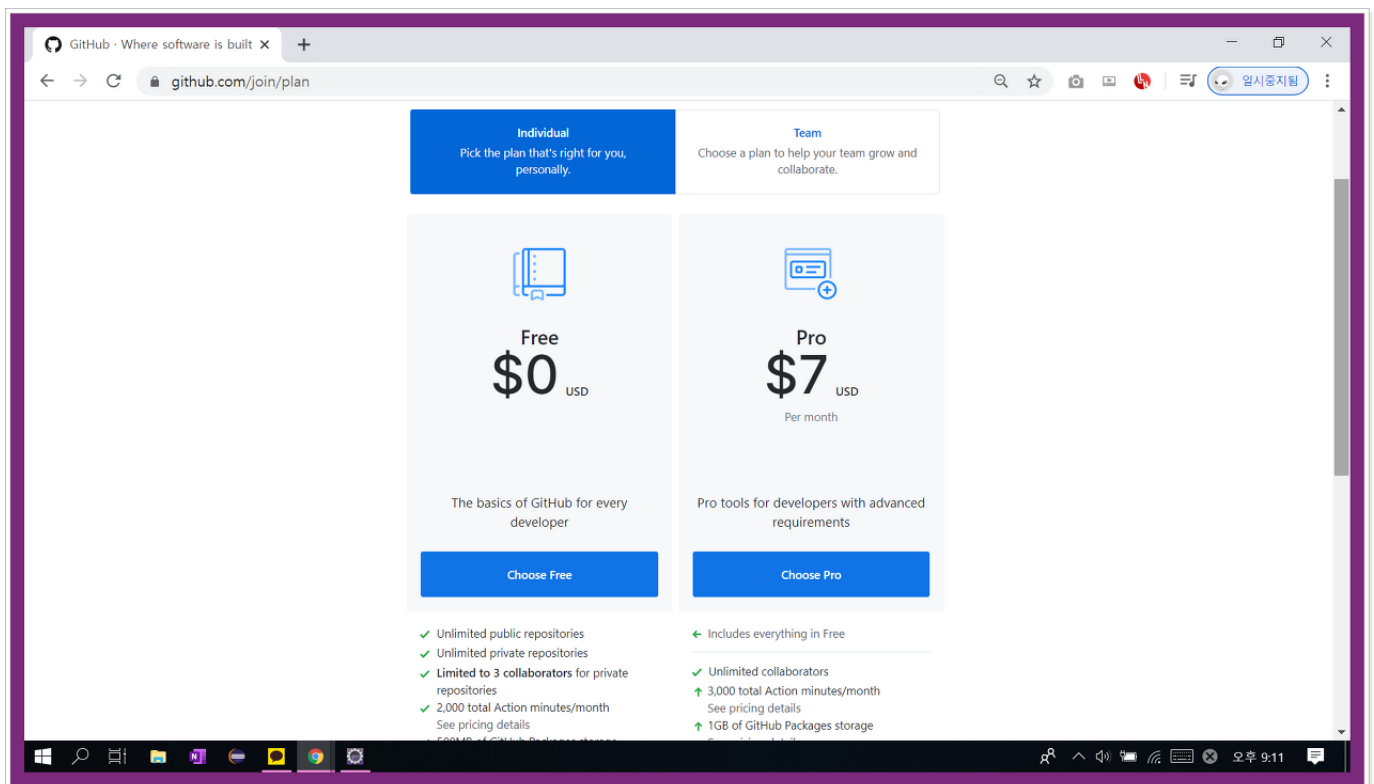 GitHub · Where software is built
github.com/join/plan
일시중지됨
Individual
Pick the plan that's right for you,
personally.
Team
Choose a plan to help your team grow and
collaborate.
Free
$0 USD
The basics of GitHub for every
developer
Choose Free
✓ Unlimited public repositories
✓ Unlimited private repositories
✓ Limited to 3 collaborators for private
repositories
✓ 2,000 total Action minutes/month
See pricing details
Pro
$7 USD
Per month
Pro tools for developers with advanced
requirements
Choose Pro
← Includes everything in Free
✓ Unlimited collaborators
↑ 3,000 total Action minutes/month
See pricing details
↑ 1GB of GitHub Packages storage
오후 9:11